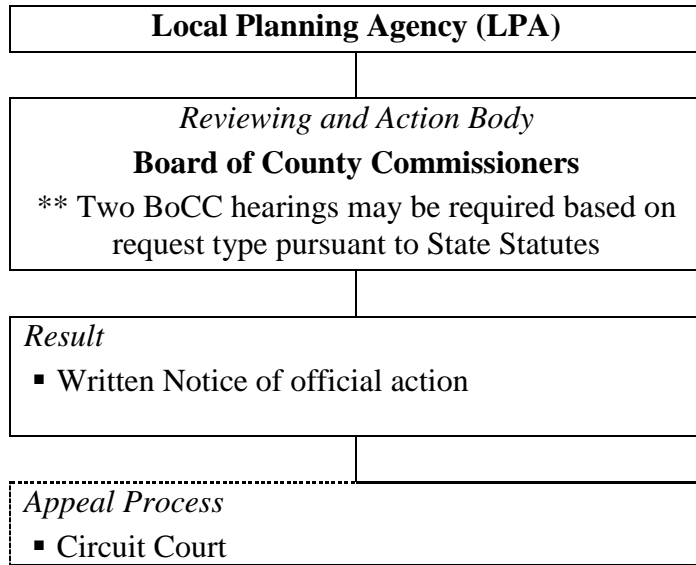 Local Planning Agency (LPA)
Reviewing and Action Body
Board of County Commissioners
** Two BoCC hearings may be required based on
request type pursuant to State Statutes
Result
▪ Written Notice of official action
Appeal Process
▪ Circuit Court